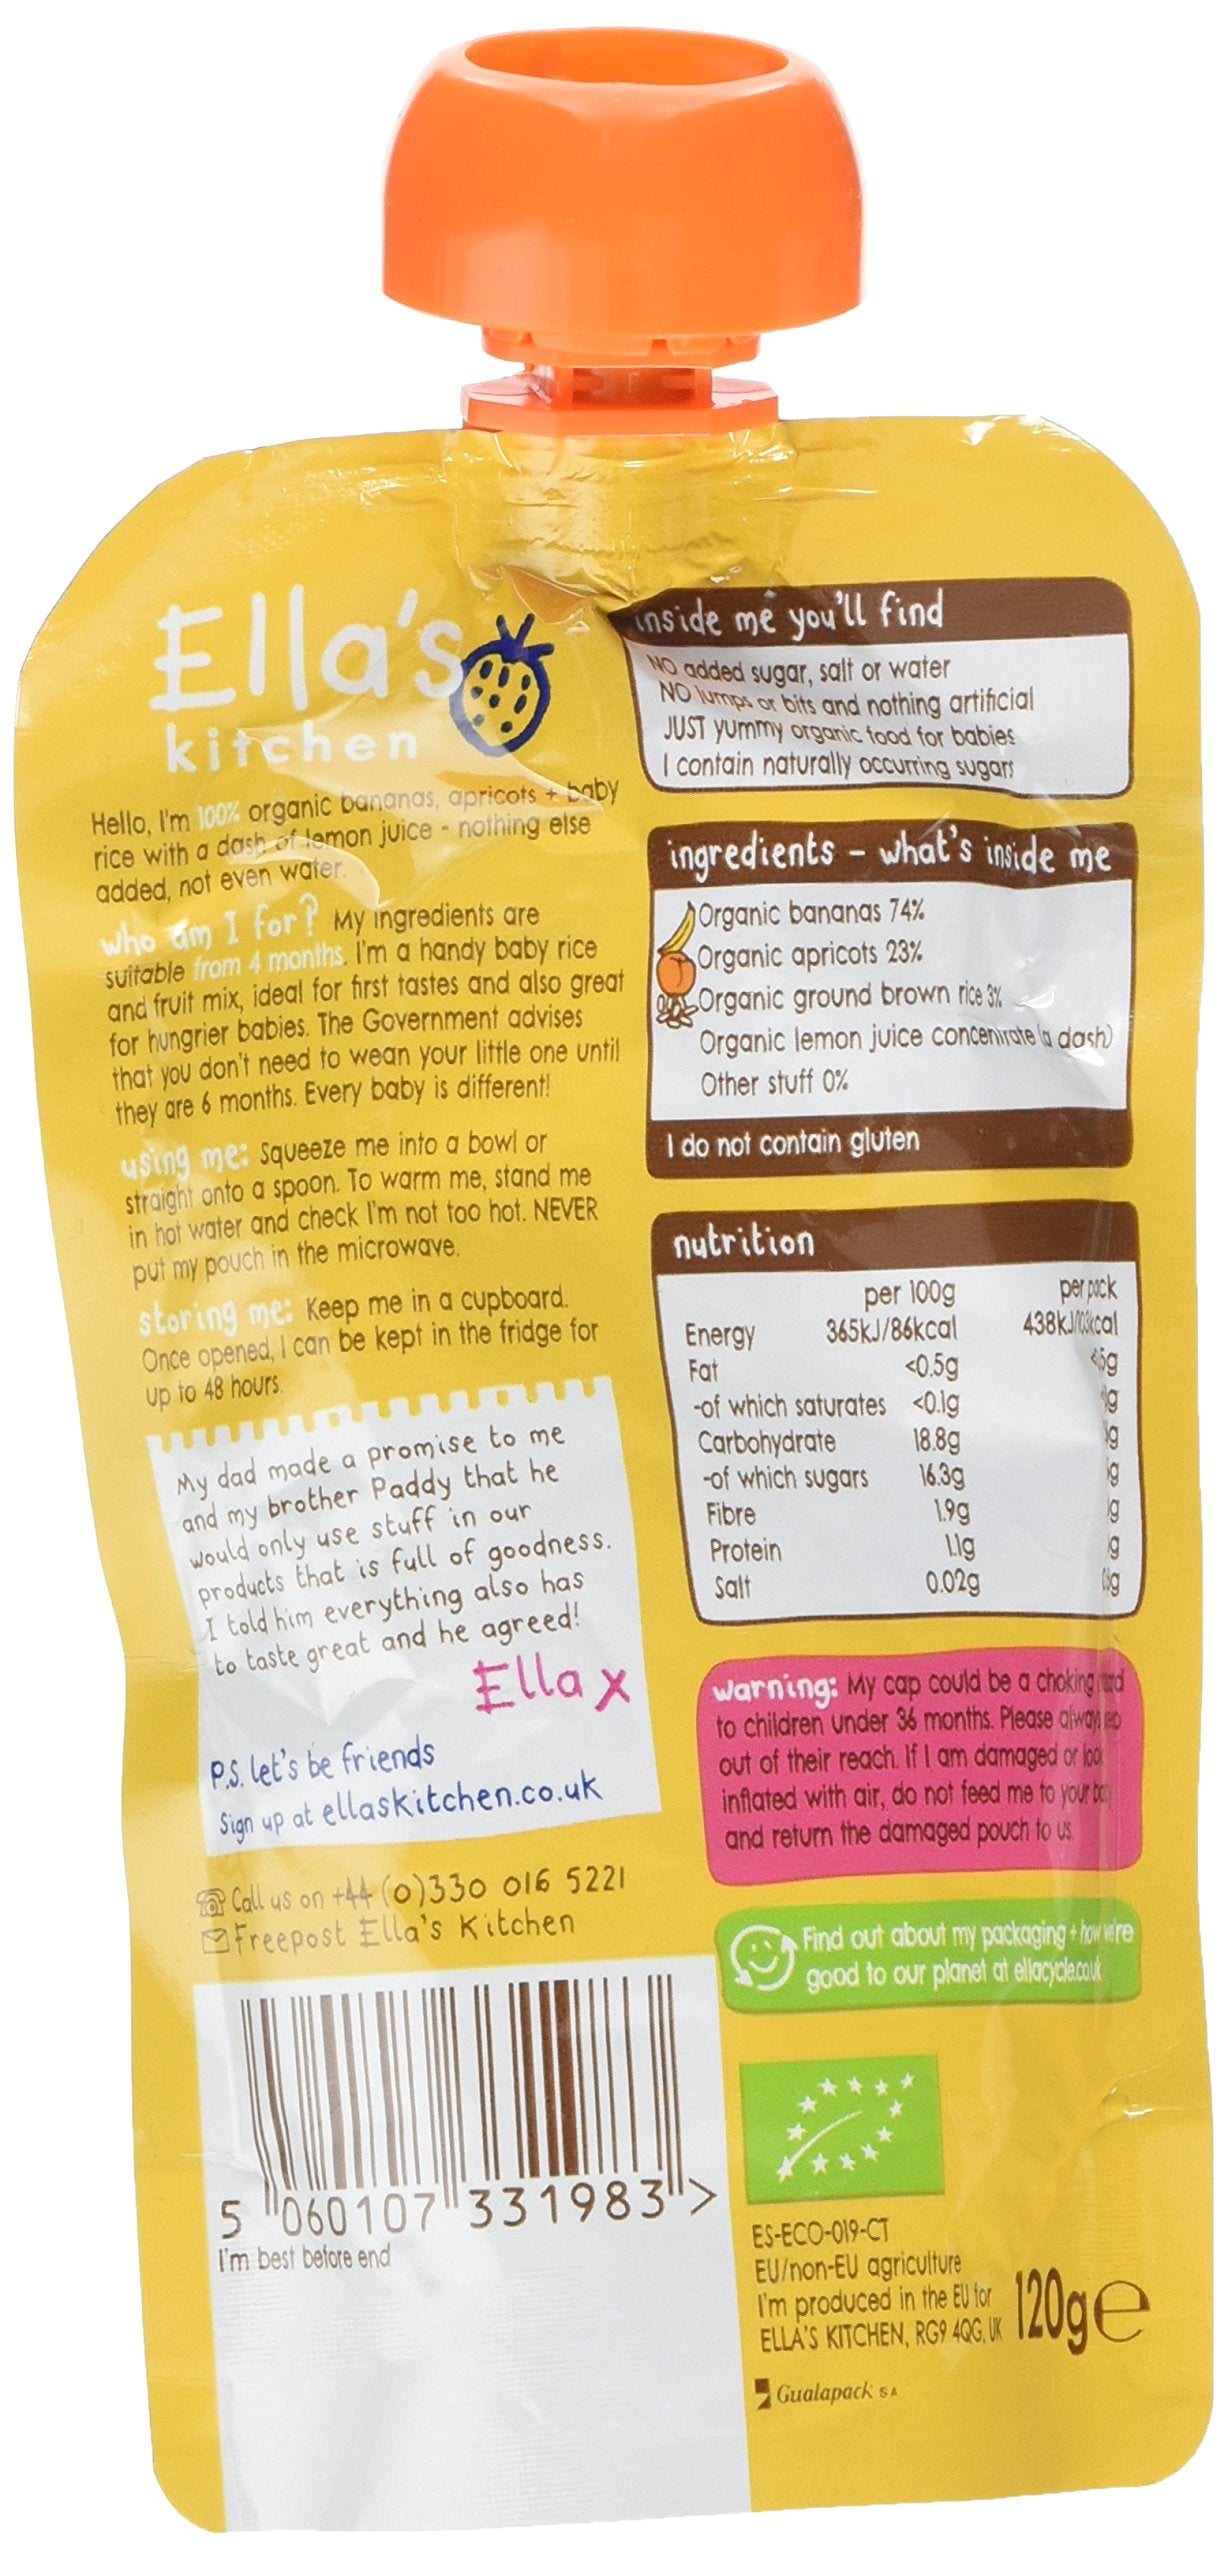 Ella's
kitchen
Hello, I'm 100% organic bananas, apricots + baby
rice with a dash of lemon juice - nothing else
added, not even water.
who am I for? My ingredients are
suitable from 4 months. I'm a handy baby rice
and fruit mix, ideal for first tastes and also great
for hungrier babies. The Government advises
that you don't need to wean your little one until
they are 6 months. Every baby is different!
using me: Squeeze me into a bowl or
straight onto a spoon. To warm me, stand me
in hot water and check I'm not too hot. NEVER
put my pouch in the microwave.
storing me: Keep me in a cupboard.
Once opened, I can be kept in the fridge for
up to 48 hours.
My dad made a promise to me
and my brother Paddy that he
would only use stuff in our
products that is full of goodness.
I told him everything also has
to taste great and he agreed!
Ella x
P.S. let's be friends
Sign up at ellaskitchen.co.uk
Call us on +44 (0)330 016 5221
Freepost Ella's Kitchen
5 060107 331983 >
I'm best before end
inside me you'll find
NO added sugar, salt or water
NO lumps or bits and nothing artificial
JUST yummy organic food for babies
I contain naturally occurring sugars
ingredients - what's inside me
Organic bananas 74%
Organic apricots 23%
Organic ground brown rice 3%
Organic lemon juice concentrate (a dash)
Other stuff 0%
I do not contain gluten
nutrition
per 100g per pack
Energy 365kJ/86kcal 438kJ/103kcal
Fat <0.5g
-of which saturates <0.1g
Carbohydrate 18.8g
-of which sugars 16.3g
Fibre 1.9g
Protein 1.1g
Salt 0.02g
warning: My cap could be a choking
to children under 36 months. Please always
out of their reach. If I am damaged or
inflated with air, do not feed me to your
and return the damaged pouch to us.
Find out about my packaging + how we're
good to our planet at ellacycle.co.uk
ES-ECO-019-CT
EU/non-EU agriculture
I'm produced in the EU for
ELLA'S KITCHEN, RG9 4QG, UK
120g e
Gualapack SA